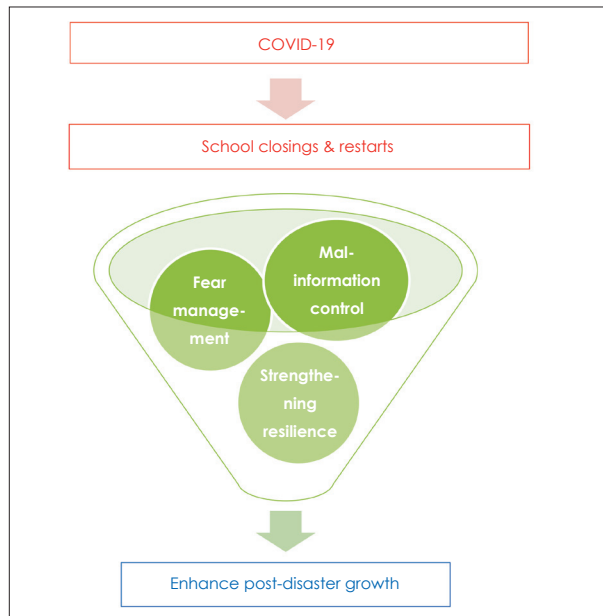 COVID-19
School closings & restarts
Fear
manage-
ment
Mal-
information
control
Strengthe-
ning
resilience
Enhance post-disaster growth